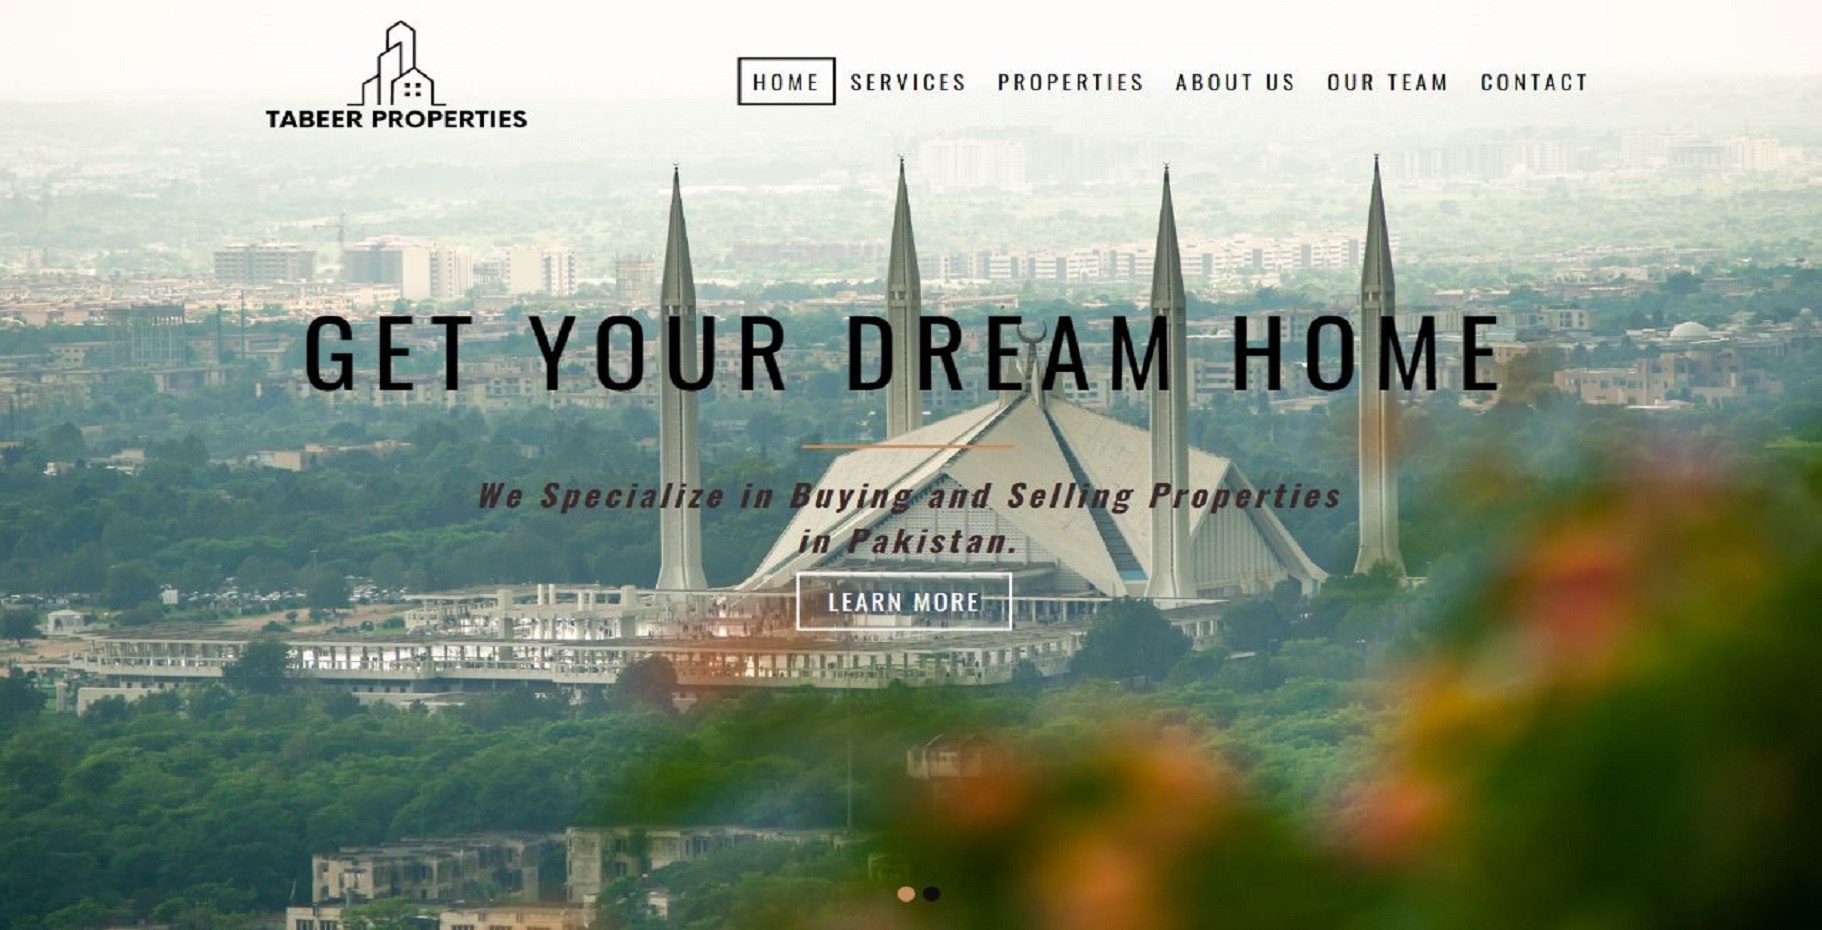 TABEER PROPERTIES
HOME SERVICES PROPERTIES ABOUT US OUR TEAM CONTACT
GET YOUR DREAM HOME
We Specialize in Buying and Selling Properties
in Pakistan.
LEARN MORE